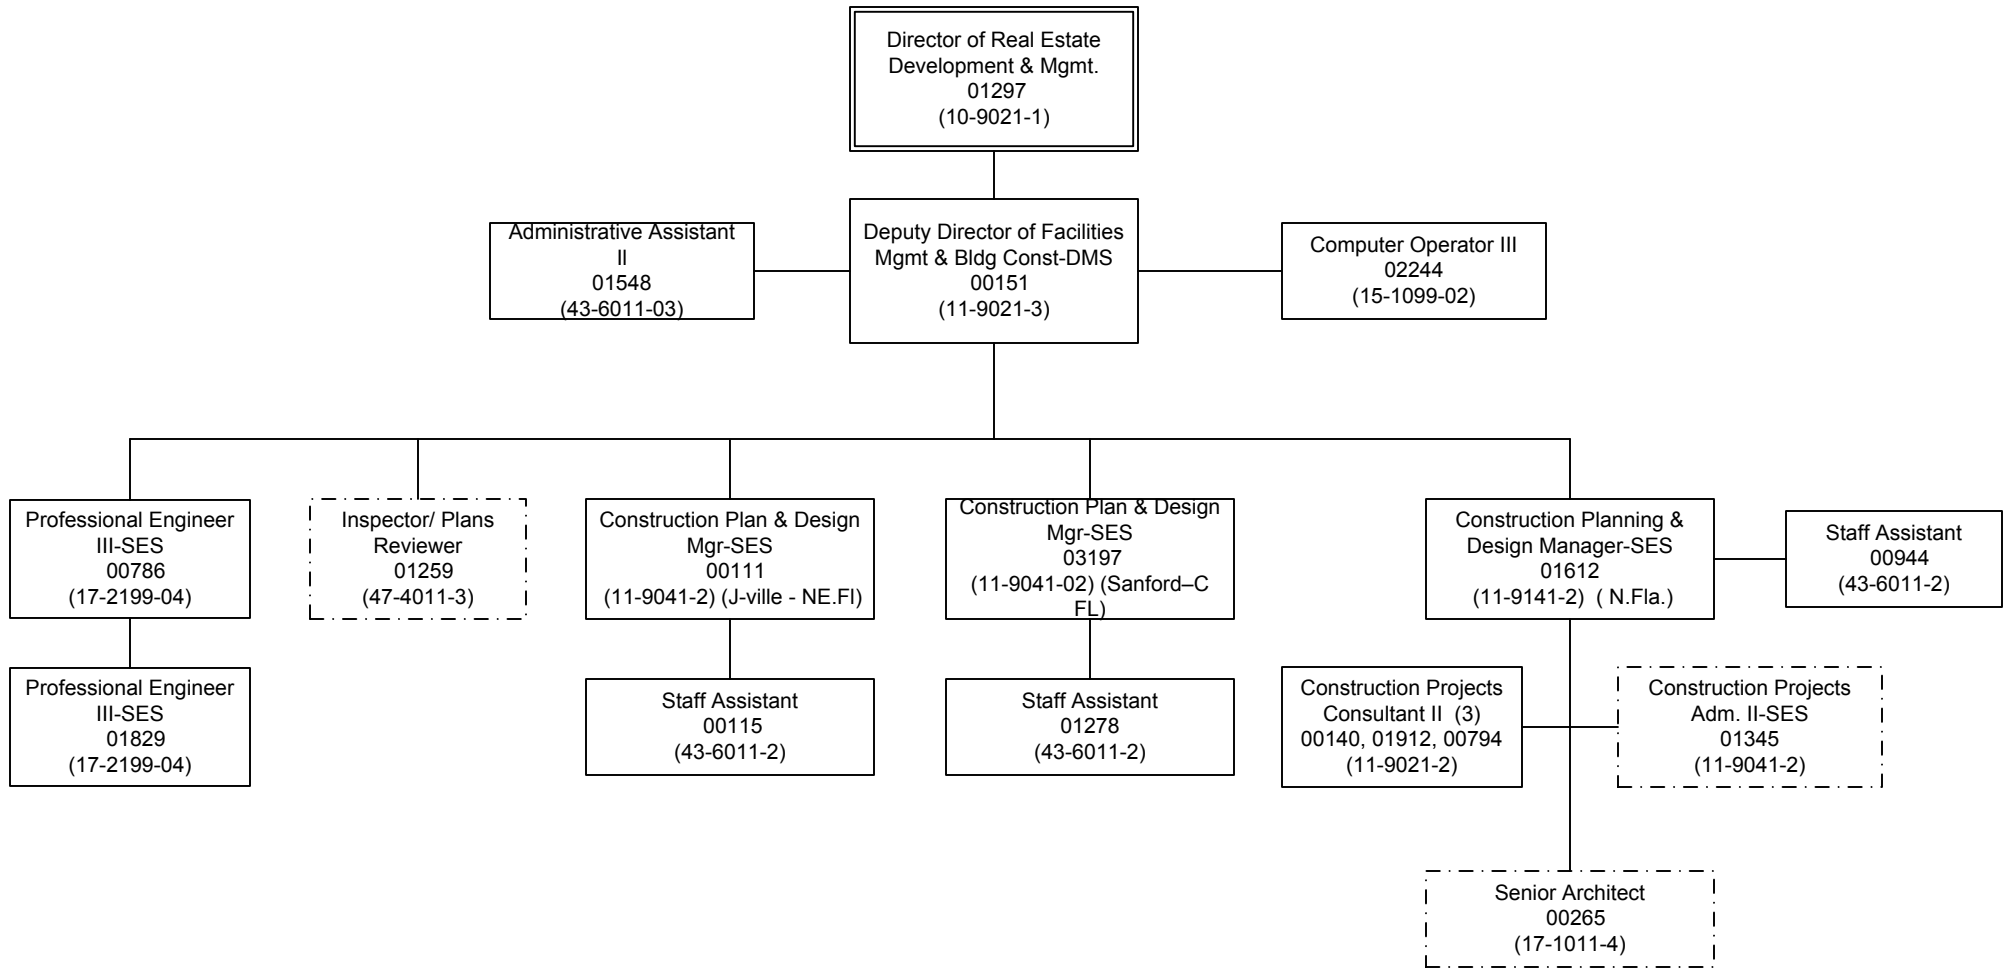 Director of Real Estate
Development & Mgmt.
01297
(10-9021-1)
Administrative Assistant
II
01548
(43-6011-03)
Deputy Director of Facilities
Mgmt & Bldg Const-DMS
00151
(11-9021-3)
Computer Operator III
02244
(15-1099-02)
Professional Engineer
III-SES
00786
(17-2199-04)
Inspector/ Plans
Reviewer
01259
(47-4011-3)
Construction Plan & Design
Mgr-SES
00111
(11-9041-2) (J-ville - NE.Fl)
Construction Plan & Design
Mgr-SES
03197
(11-9041-02) (Sanford–C
FL)
Construction Planning &
Design Manager-SES
01612
(11-9141-2)  ( N.Fla.)
Staff Assistant
00944
(43-6011-2)
Professional Engineer
III-SES
01829
(17-2199-04)
Staff Assistant
00115
(43-6011-2)
Staff Assistant
01278
(43-6011-2)
Construction Projects
Consultant II  (3)
00140, 01912, 00794
(11-9021-2)
Construction Projects
Adm. II-SES
01345
(11-9041-2)
Senior Architect
00265
(17-1011-4)